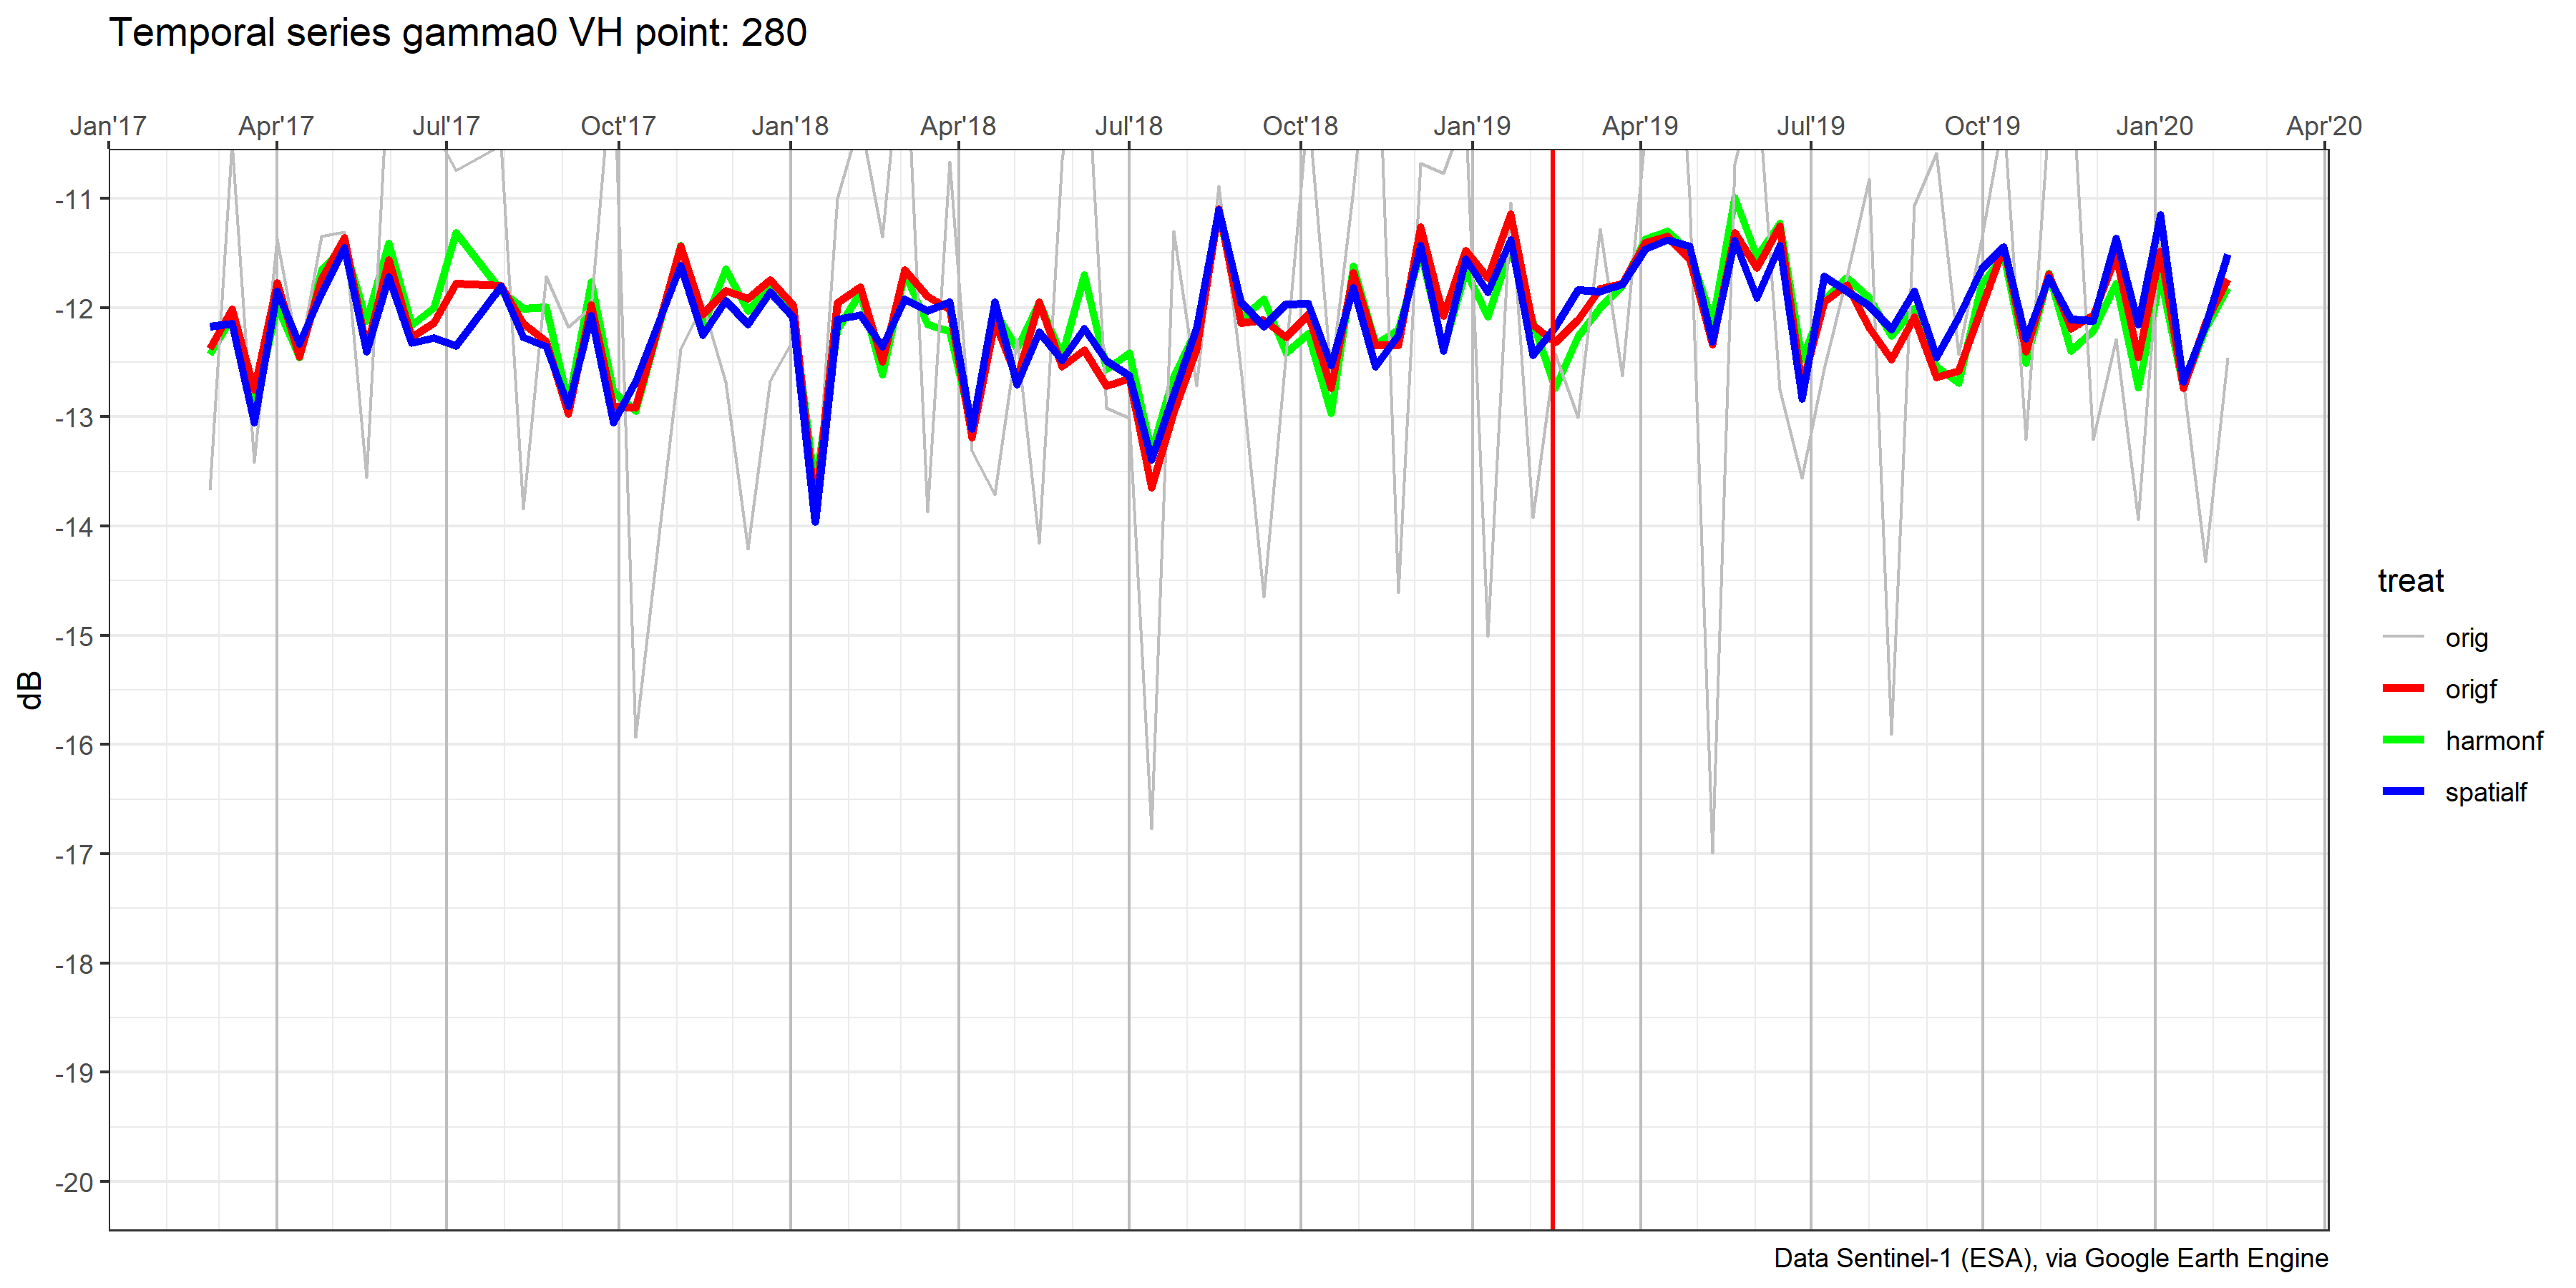 Temporal series gamma0 VH point: 280
Jan'17 Apr'17 Jul'17 Oct'17 Jan'18 Apr'18 Jul'18 Oct'18 Jan'19 Apr'19 Jul'19 Oct'19 Jan'20 Apr'20
-11
-12
-13
-14
-15
-16
-17
-18
-19
-20
dB
treat
orig
origf
harmonf
spatialf
Data Sentinel-1 (ESA), via Google Earth Engine